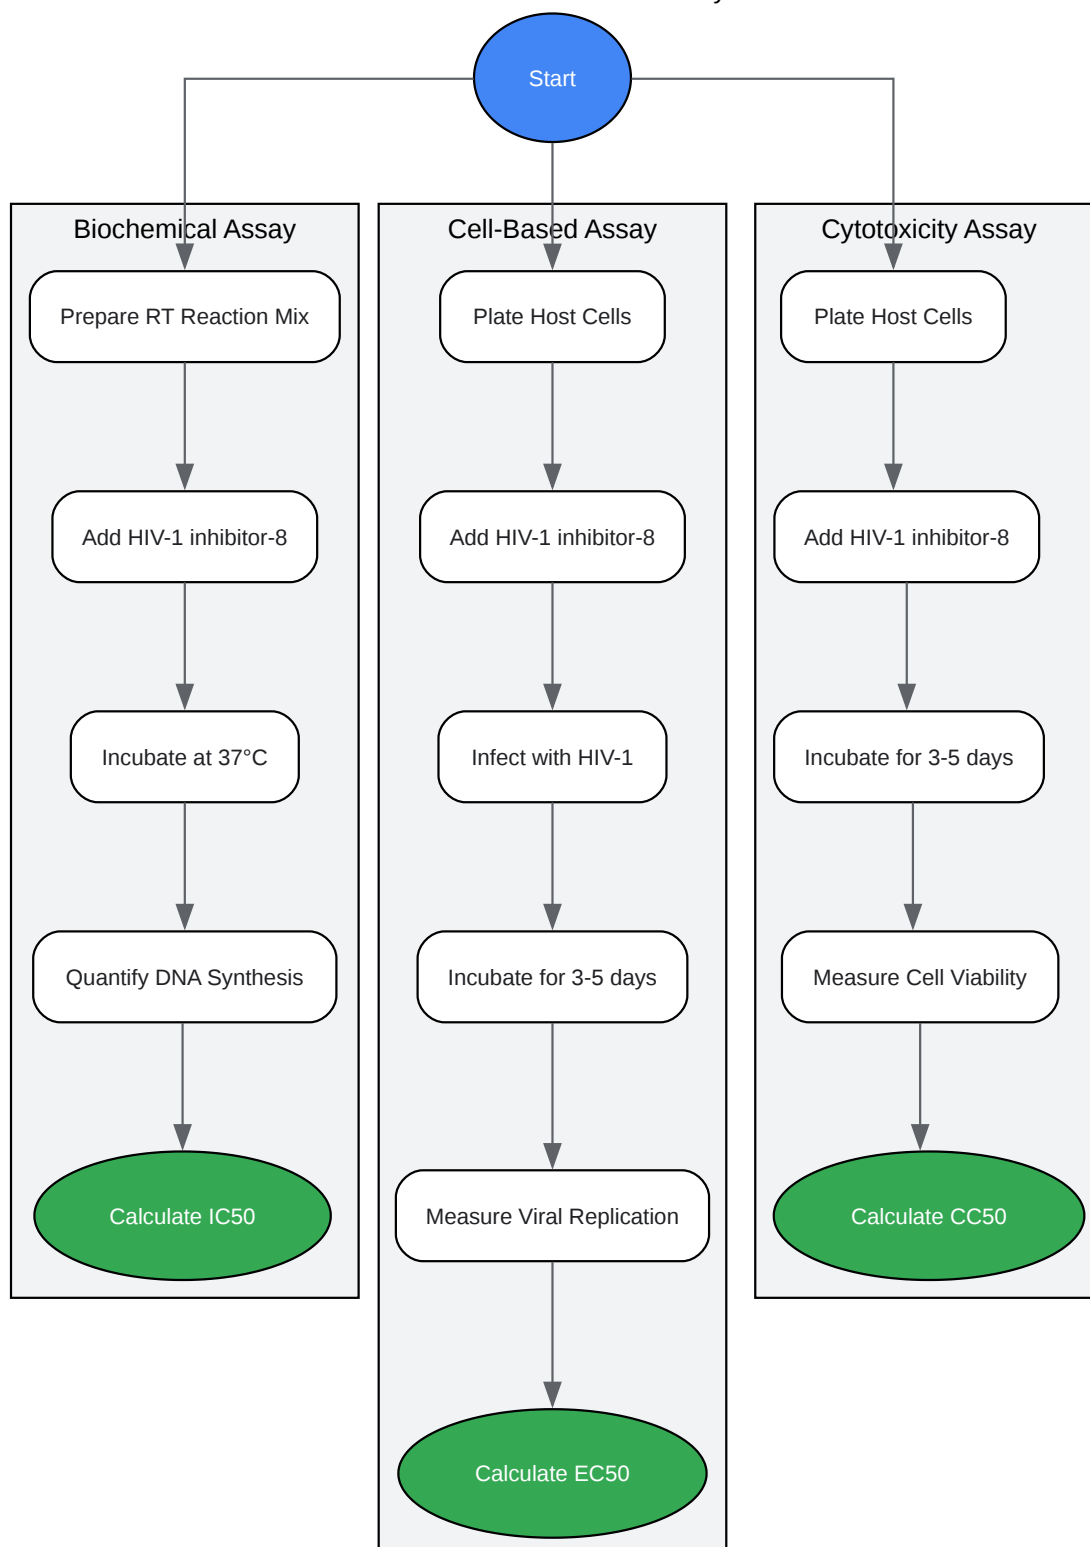 Start
Biochemical Assay
Prepare RT Reaction Mix
Add HIV-1 inhibitor-8
Incubate at 37°C
Quantify DNA Synthesis
Calculate IC50
Cell-Based Assay
Plate Host Cells
Add HIV-1 inhibitor-8
Infect with HIV-1
Incubate for 3-5 days
Measure Viral Replication
Calculate EC50
Cytotoxicity Assay
Plate Host Cells
Add HIV-1 inhibitor-8
Incubate for 3-5 days
Measure Cell Viability
Calculate CC50